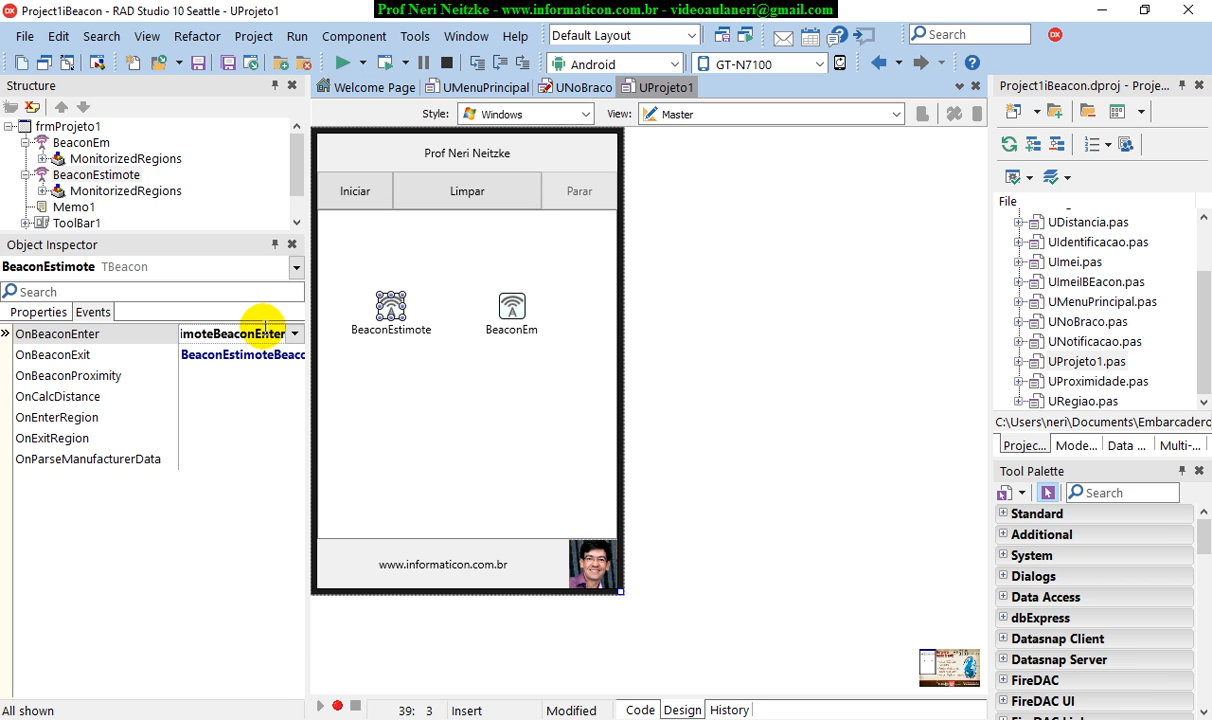 Project1iBeacon - RAD Studio 10 Seattle - UProjeto1
Prof Neri Neitzke - www.informaticon.com.br - videoaulaneri@gmail.com
File Edit Search View Refactor Project Run Component Tools Window Help
Default Layout
Search
Android
GT-N7100
Structure
frmProjeto1
BeaconEm
MonitorizedRegions
BeaconEstimote
MonitorizedRegions
Memo1
ToolBar1
Object Inspector
BeaconEstimote TBeacon
Search
Properties Events
OnBeaconEnter imoteBeaconEnter
OnBeaconExit BeaconEstimoteBeaco
OnBeaconProximity
OnCalcDistance
OnEnterRegion
OnExitRegion
OnParseManufacturerData
All shown
Welcome Page UMenuPrincipal UNoBraco UProjeto1
Style: Windows View: Master
Prof Neri Neitzke
Iniciar Limpar Parar
BeaconEstimote BeaconEm
www.informaticon.com.br
39: 3 Insert Modified Code Design History
Project1iBeacon.dproj - Proje...
File
UDistancia.pas
UIdentificacao.pas
UImei.pas
UImeiIBEacon.pas
UMenuPrincipal.pas
UNoBraco.pas
UNotificacao.pas
UProjeto1.pas
UProximidade.pas
URegiao.pas
C:\Users\neri\Documents\Embarcadero
Projec... Mode... Data ... Multi-...
Tool Palette
Search
Standard
Additional
System
Dialogs
Data Access
dbExpress
Datasnap Client
Datasnap Server
FireDAC
FireDAC UI